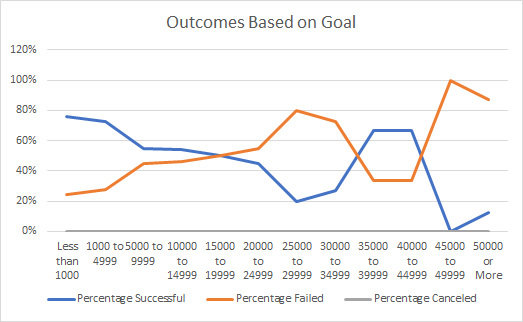 Outcomes Based on Goal
120%
100%
80%
60%
40%
20%
0%
Less than 1000
1000 to 4999
5000 to 9999
10000 to 14999
15000 to 19999
20000 to 24999
25000 to 29999
30000 to 34999
35000 to 39999
40000 to 44999
45000 to 49999
50000 or More
Percentage Successful
Percentage Failed
Percentage Canceled